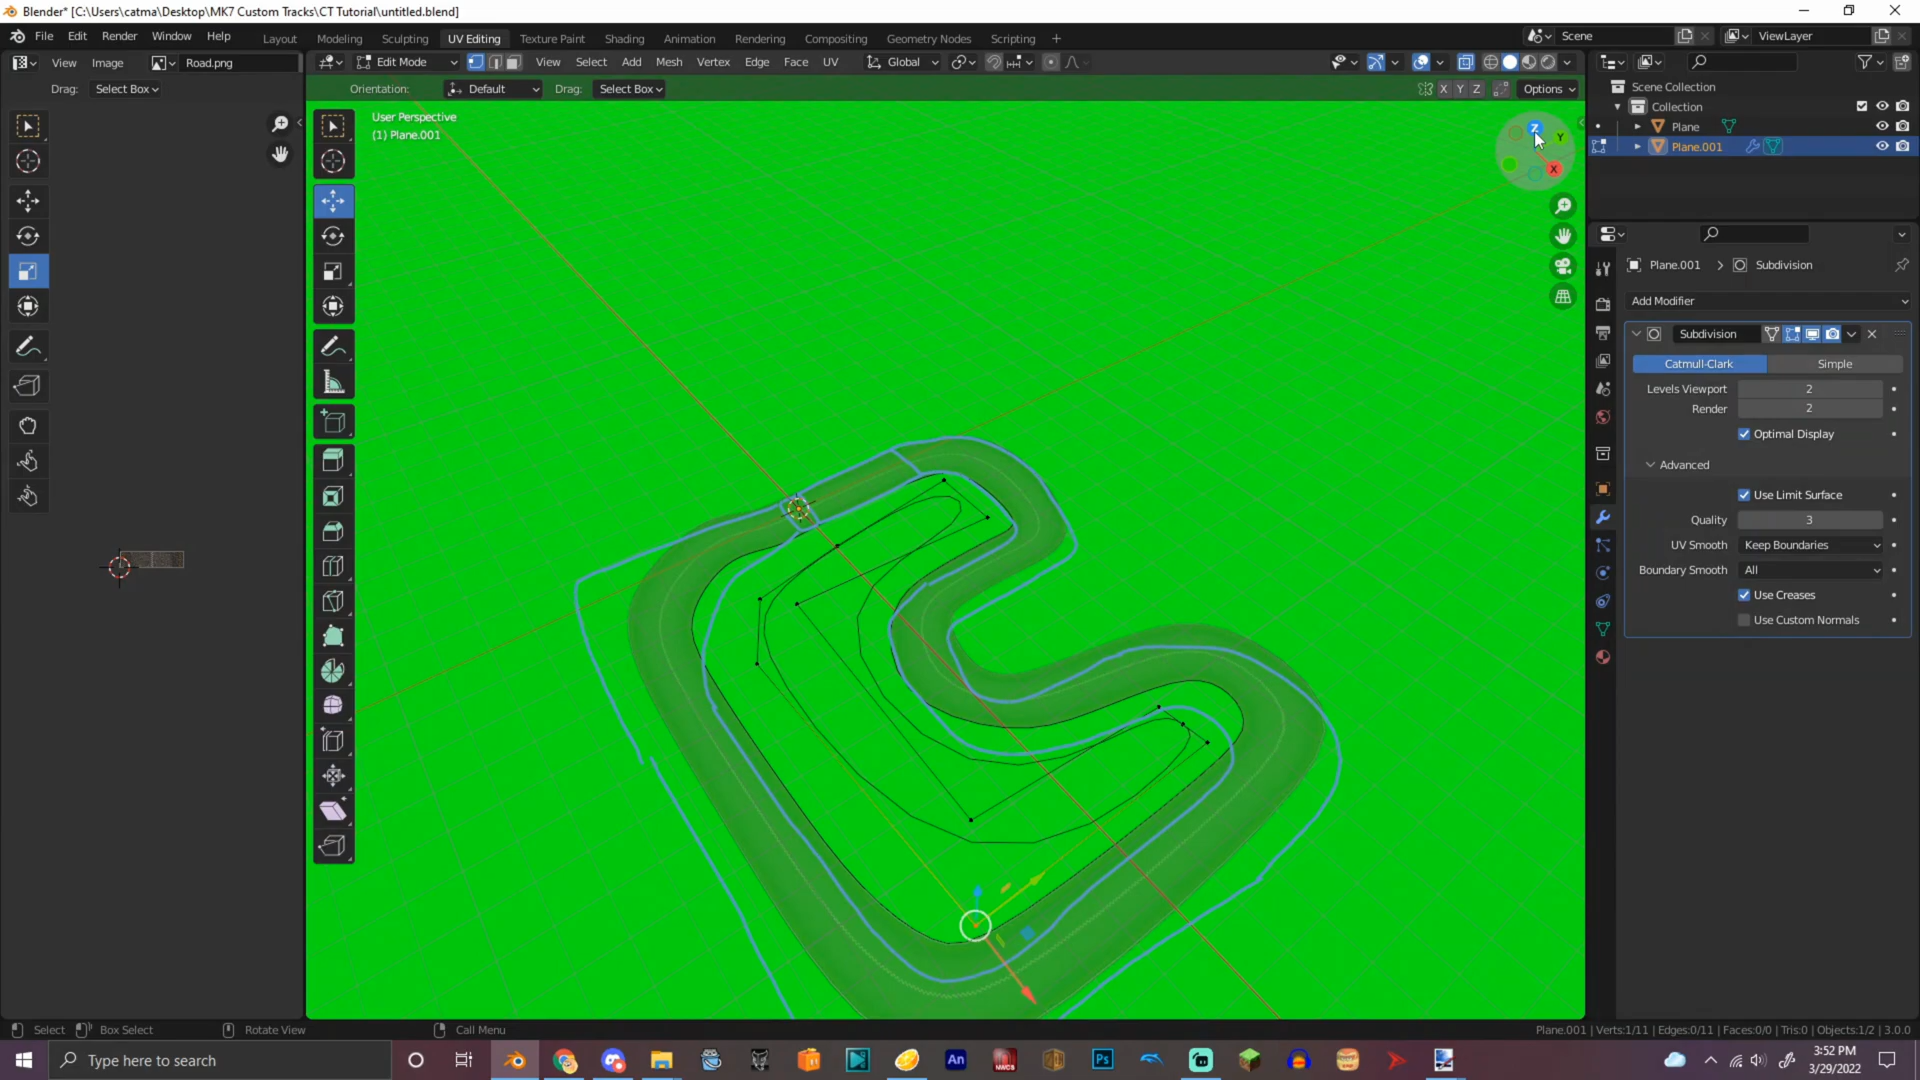 Blender* [C:\Users\catma\Desktop\MK7 Custom Tracks\CT Tutorial\untitled.blend]
File Edit Render Window Help Layout Modeling Sculpting UV Editing Texture Paint Shading Animation Rendering Compositing Geometry Nodes Scripting + Scene ViewLayer
View Image Road.png Edit Mode View Select Add Mesh Vertex Edge Face UV Global
Drag: Select Box Orientation: Default Drag: Select Box X Y Z Options
Scene Collection
Collection
Plane
Plane.001
User Perspective
(1) Plane.001
Z
Y
X
Plane.001 > Subdivision
Add Modifier
Subdivision
Catmull-Clark Simple
Levels Viewport 2
Render 2
Optimal Display
Advanced
Use Limit Surface
Quality 3
UV Smooth Keep Boundaries
Boundary Smooth All
Use Creases
Use Custom Normals
Select Box Select Rotate View Call Menu Plane.001 | Verts:1/11 | Edges:0/11 | Faces:0/0 | Tris:0 | Objects:1/2 | 3.0.0
Type here to search
An
Ps
3:52 PM
3/29/2022